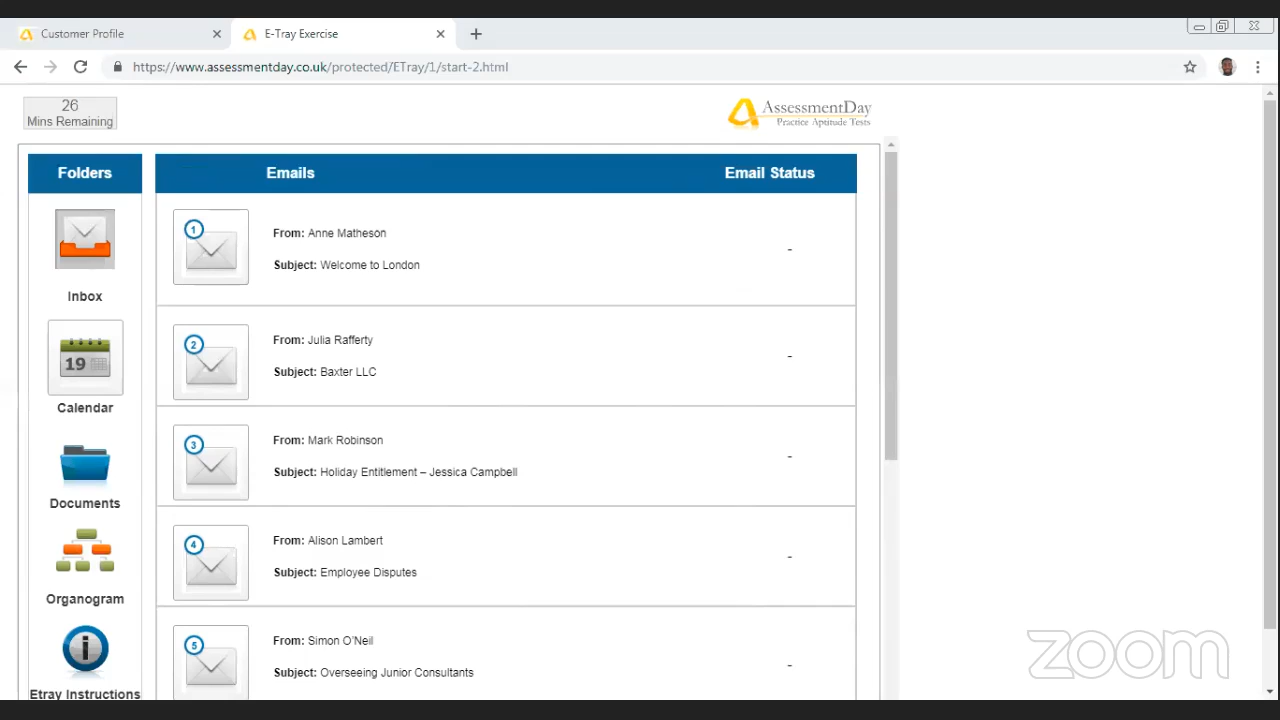 Customer Profile
E-Tray Exercise
https://www.assessmentday.co.uk/protected/ETray/1/start-2.html
26
Mins Remaining
AssessmentDay
Practice Aptitude Tests
Folders
Emails
Email Status
1
From: Anne Matheson
Subject: Welcome to London
-
Inbox
2
From: Julia Rafferty
Subject: Baxter LLC
-
19
Calendar
3
From: Mark Robinson
Subject: Holiday Entitlement – Jessica Campbell
-
Documents
4
From: Alison Lambert
Subject: Employee Disputes
-
Organogram
5
From: Simon O'Neil
Subject: Overseeing Junior Consultants
-
i
Etray Instructions
zoom